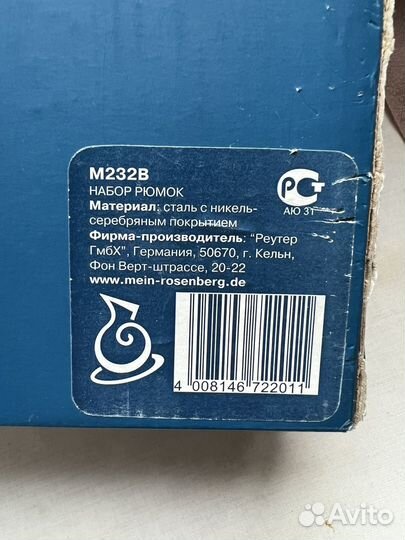 M232B
НАБОР РЮМОК
Материал: сталь с никель-
серебряным покрытием
Фирма-производитель: "Реутер
ГмбХ", Германия, 50670, г. Кельн,
Фон Верт-штрассе, 20-22
www.mein-rosenberg.de
РСТ
АЮ 31
4 008146 722011
Avito